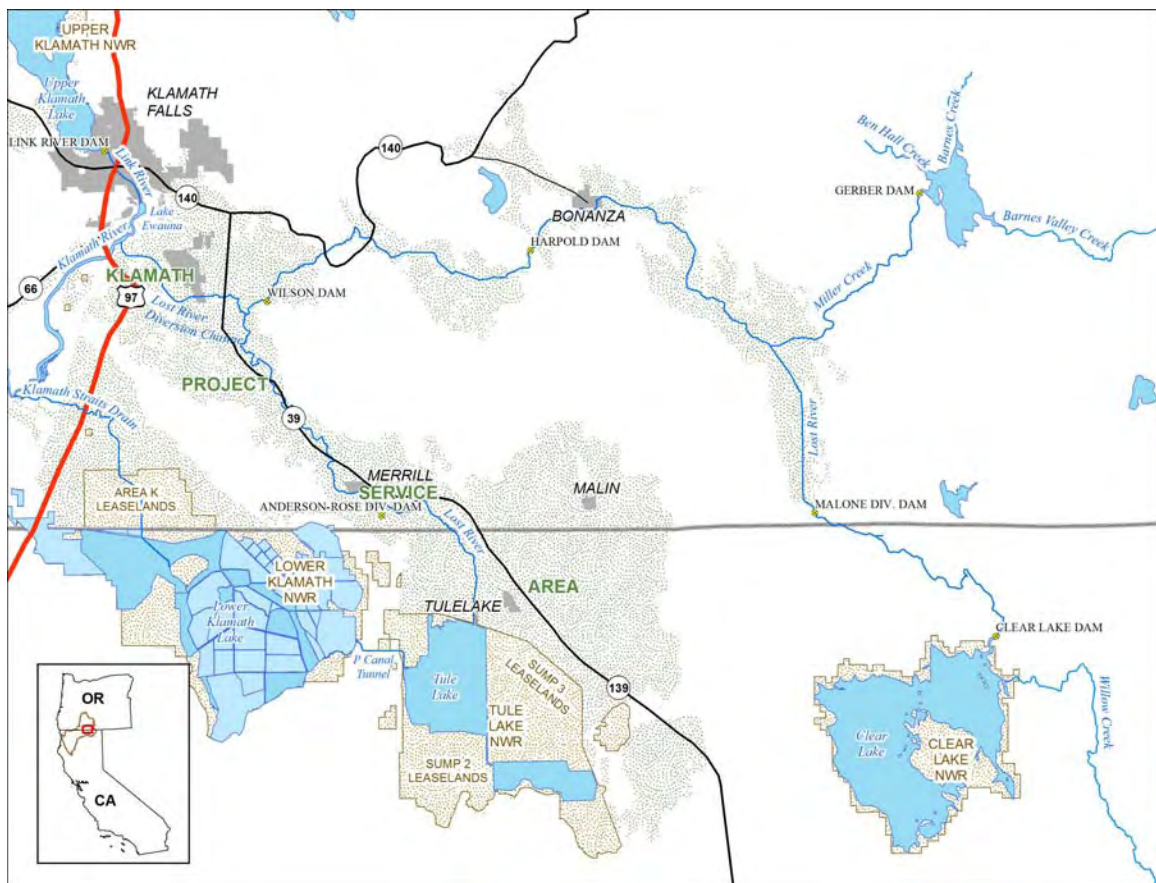 UPPER
KLAMATH NWR
Upper
Klamath
Lake
KLAMATH
FALLS
LINK RIVER DAM
Link River
140
140
Lake
Ewauna
Klamath River
66
97
KLAMATH
WILSON DAM
Lost River
Diversion Channel
BONANZA
HARPOLD DAM
Ben Hall Creek
Barnes Creek
GERBER DAM
Barnes Valley Creek
Miller Creek
PROJECT
Klamath Straits Drain
39
Lost River
MERRILL
SERVICE
MALIN
AREA K
LEASELANDS
ANDERSON-ROSE DIV. DAM
MALONE DIV. DAM
Lost River
LOWER
KLAMATH
NWR
Lower
Klamath
Lake
AREA
TULELAKE
CLEAR LAKE DAM
P Canal
Tunnel
Tule
Lake
SUMP 3
LEASELANDS
139
TULE
LAKE
NWR
SUMP 2
LEASELANDS
Willow Creek
Clear
Lake
CLEAR
LAKE
NWR
OR
CA